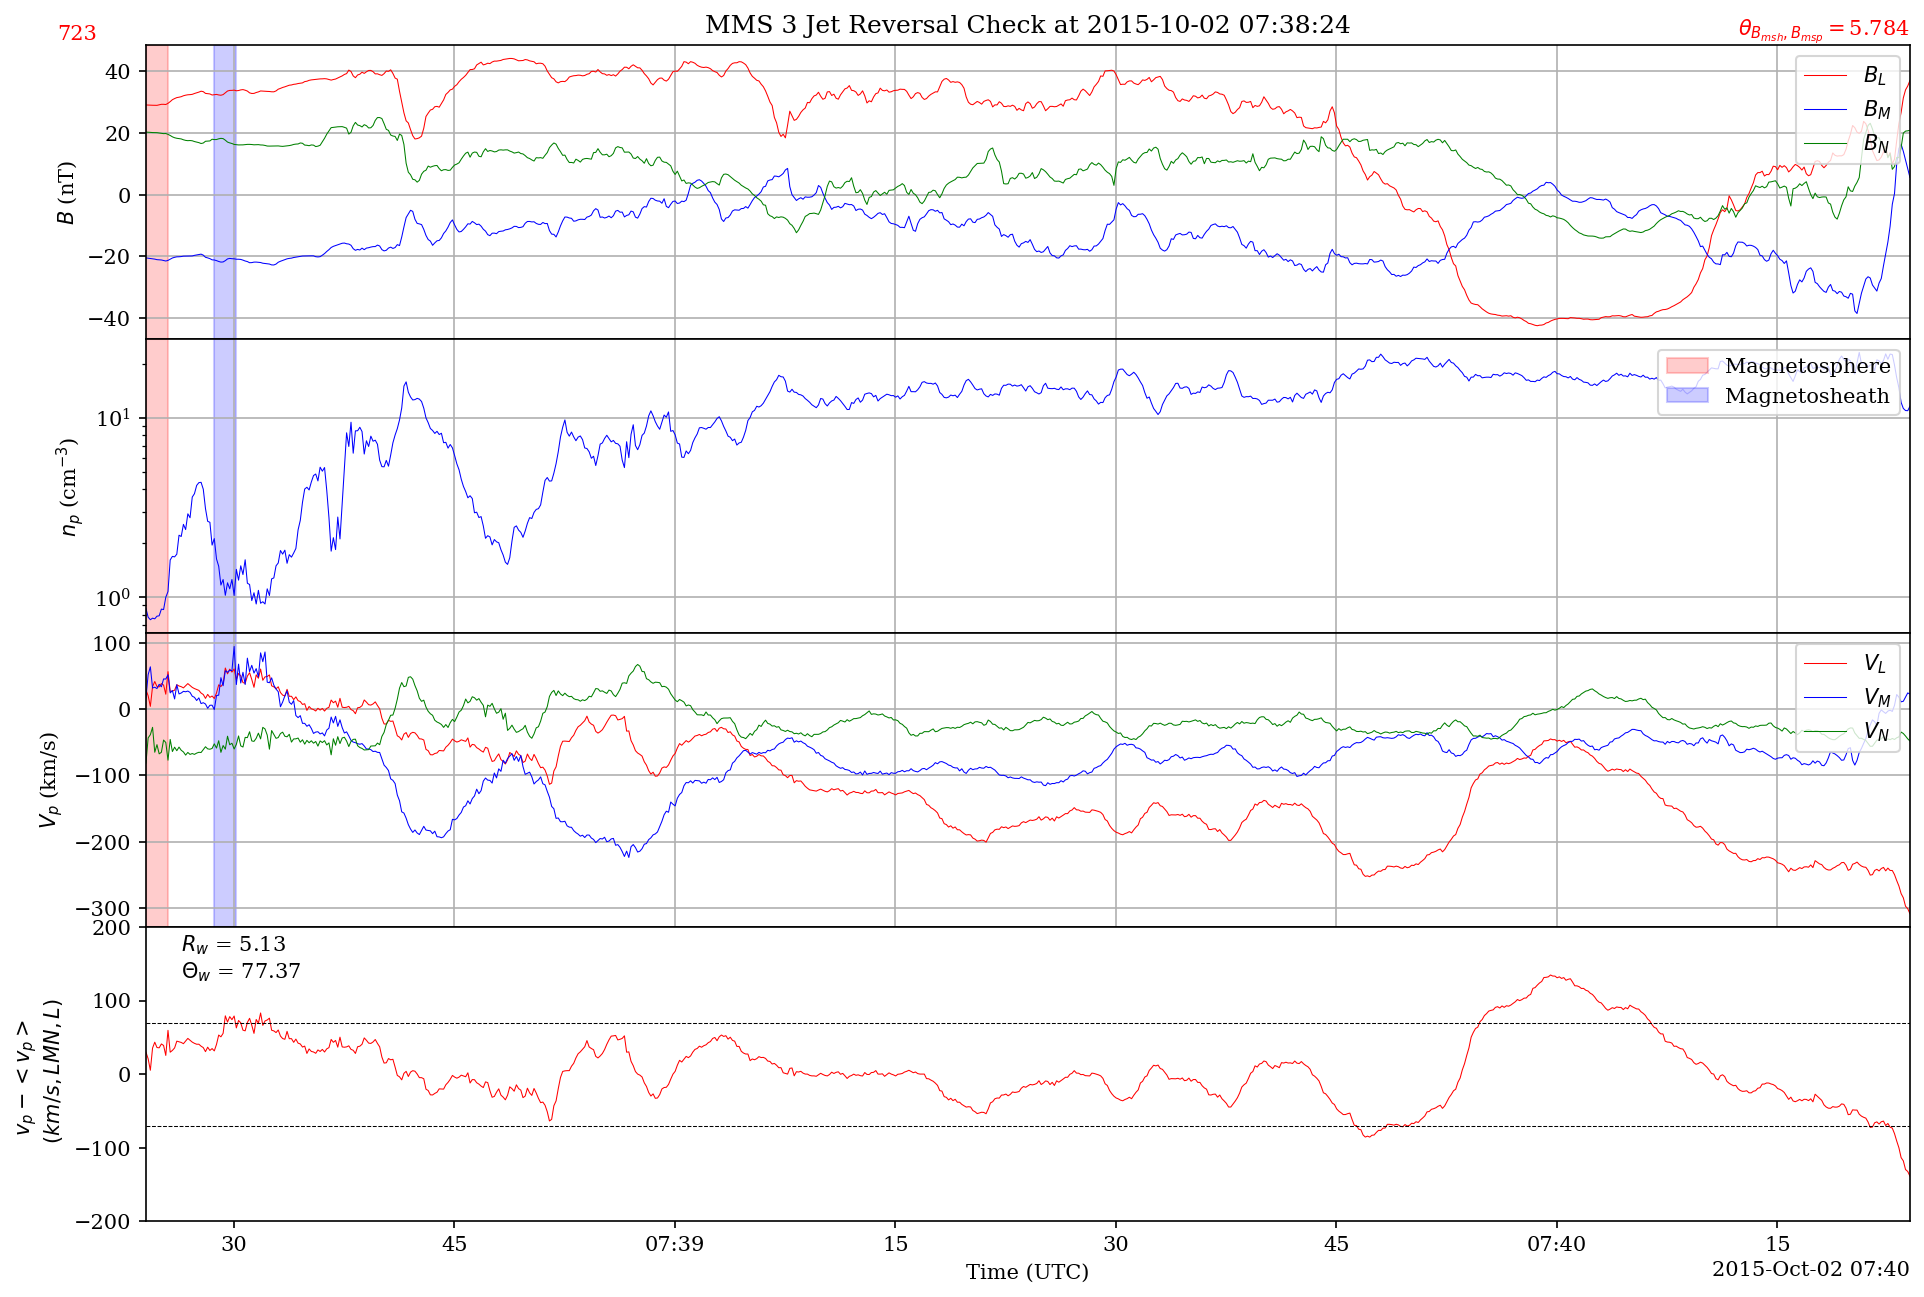 MMS 3 Jet Reversal Check at 2015-10-02 07:38:24
723
θ_{B_{msh}, B_{msp}} = 5.784
40
20
0
−20
−40
B (nT)
B_L
B_M
B_N
10^1
10^0
n_p (cm^{−3})
Magnetosphere
Magnetosheath
100
0
−100
−200
−300
V_p (km/s)
V_L
V_M
V_N
200
100
0
−100
−200
v_p − < v_p >
(km/s, LMN, L)
R_w = 5.13
Θ_w = 77.37
30 45 07:39 15 30 45 07:40 15
Time (UTC)
2015-Oct-02 07:40